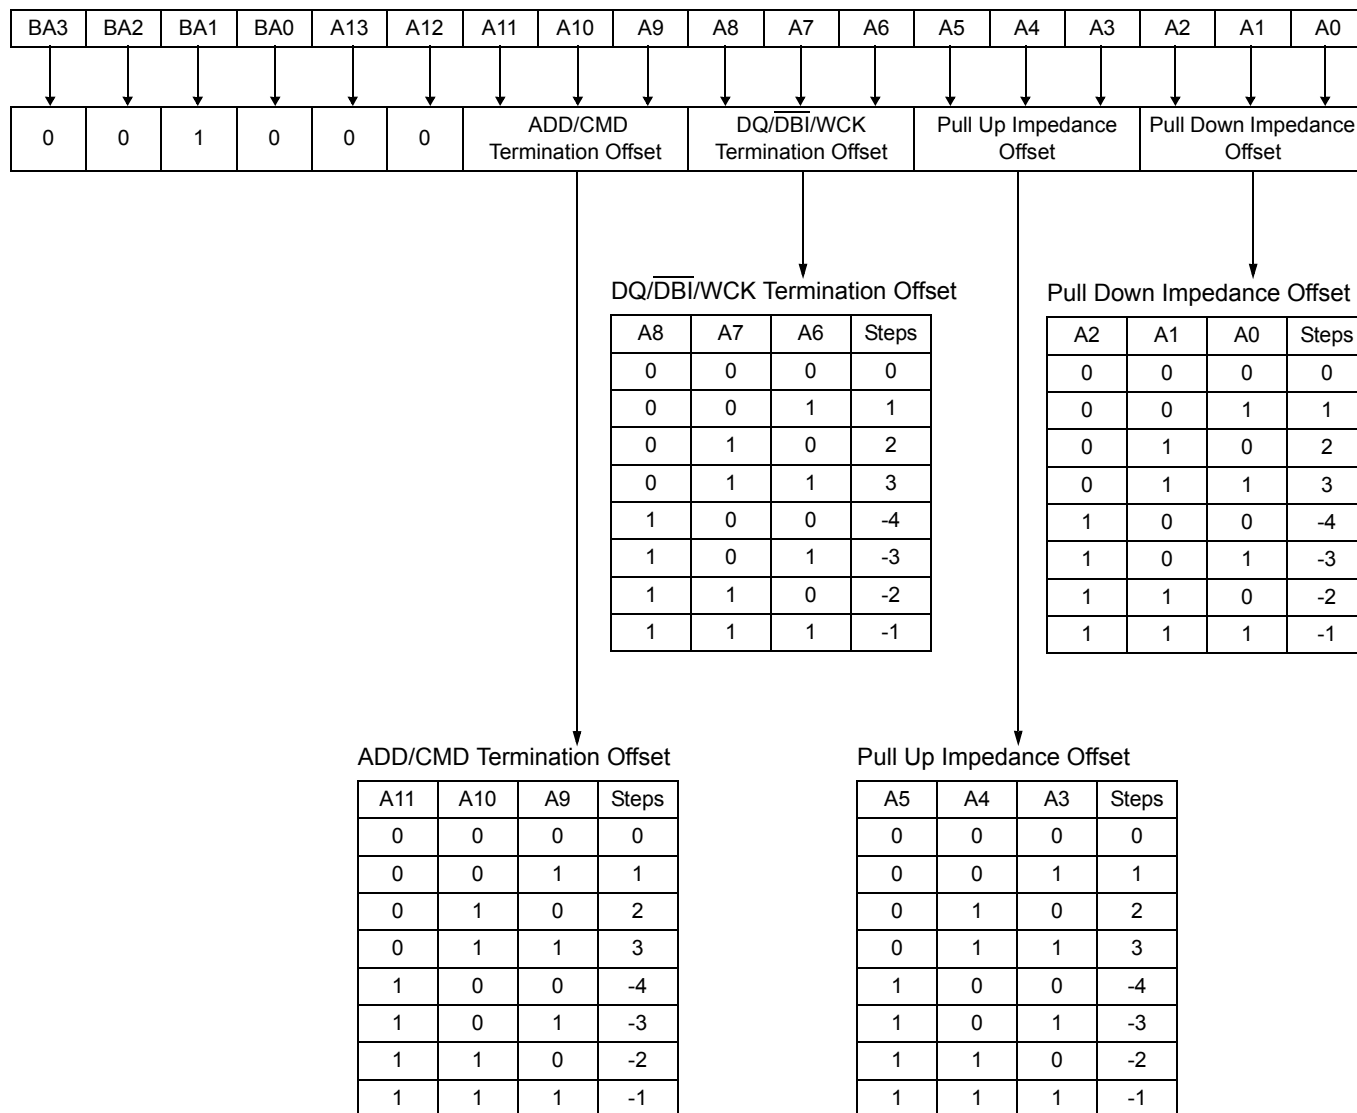 BA3 BA2 BA1 BA0 A13 A12 A11 A10 A9 A8 A7 A6 A5 A4 A3 A2 A1 A0
0 0 1 0 0 0
ADD/CMD
Termination Offset
DQ/D̅B̅I̅/WCK
Termination Offset
Pull Up Impedance
Offset
Pull Down Impedance
Offset
DQ/D̅B̅I̅/WCK Termination Offset
A8 A7 A6 Steps
0 0 0 0
0 0 1 1
0 1 0 2
0 1 1 3
1 0 0 -4
1 0 1 -3
1 1 0 -2
1 1 1 -1
Pull Down Impedance Offset
A2 A1 A0 Steps
0 0 0 0
0 0 1 1
0 1 0 2
0 1 1 3
1 0 0 -4
1 0 1 -3
1 1 0 -2
1 1 1 -1
ADD/CMD Termination Offset
A11 A10 A9 Steps
0 0 0 0
0 0 1 1
0 1 0 2
0 1 1 3
1 0 0 -4
1 0 1 -3
1 1 0 -2
1 1 1 -1
Pull Up Impedance Offset
A5 A4 A3 Steps
0 0 0 0
0 0 1 1
0 1 0 2
0 1 1 3
1 0 0 -4
1 0 1 -3
1 1 0 -2
1 1 1 -1